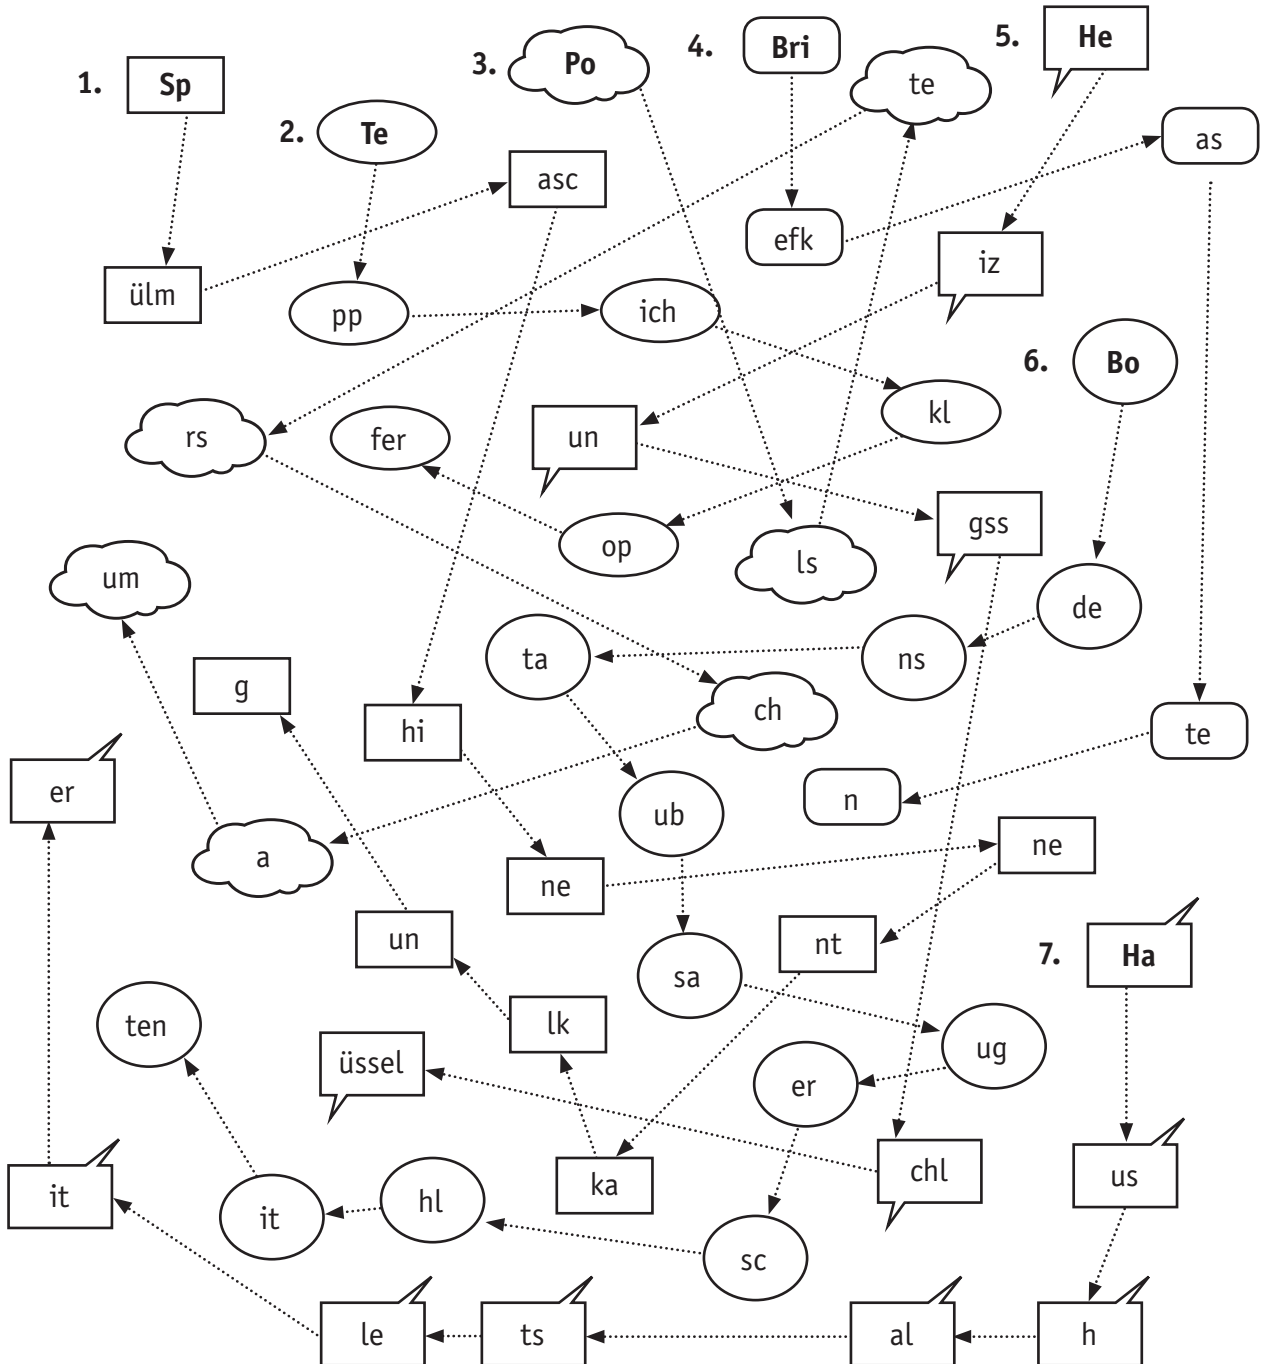 1. Sp
2. Te
3. Po
4. Bri
5. He
te
as
asc
efk
iz
ülm
pp
ich
6. Bo
kl
rs
fer
un
gss
op
ls
um
de
ta
ns
g
ch
hi
te
er
n
ub
a
ne
ne
un
nt
7. Ha
sa
ten
lk
ug
üssel
er
it
ka
chl
us
it
hl
sc
le
ts
al
h